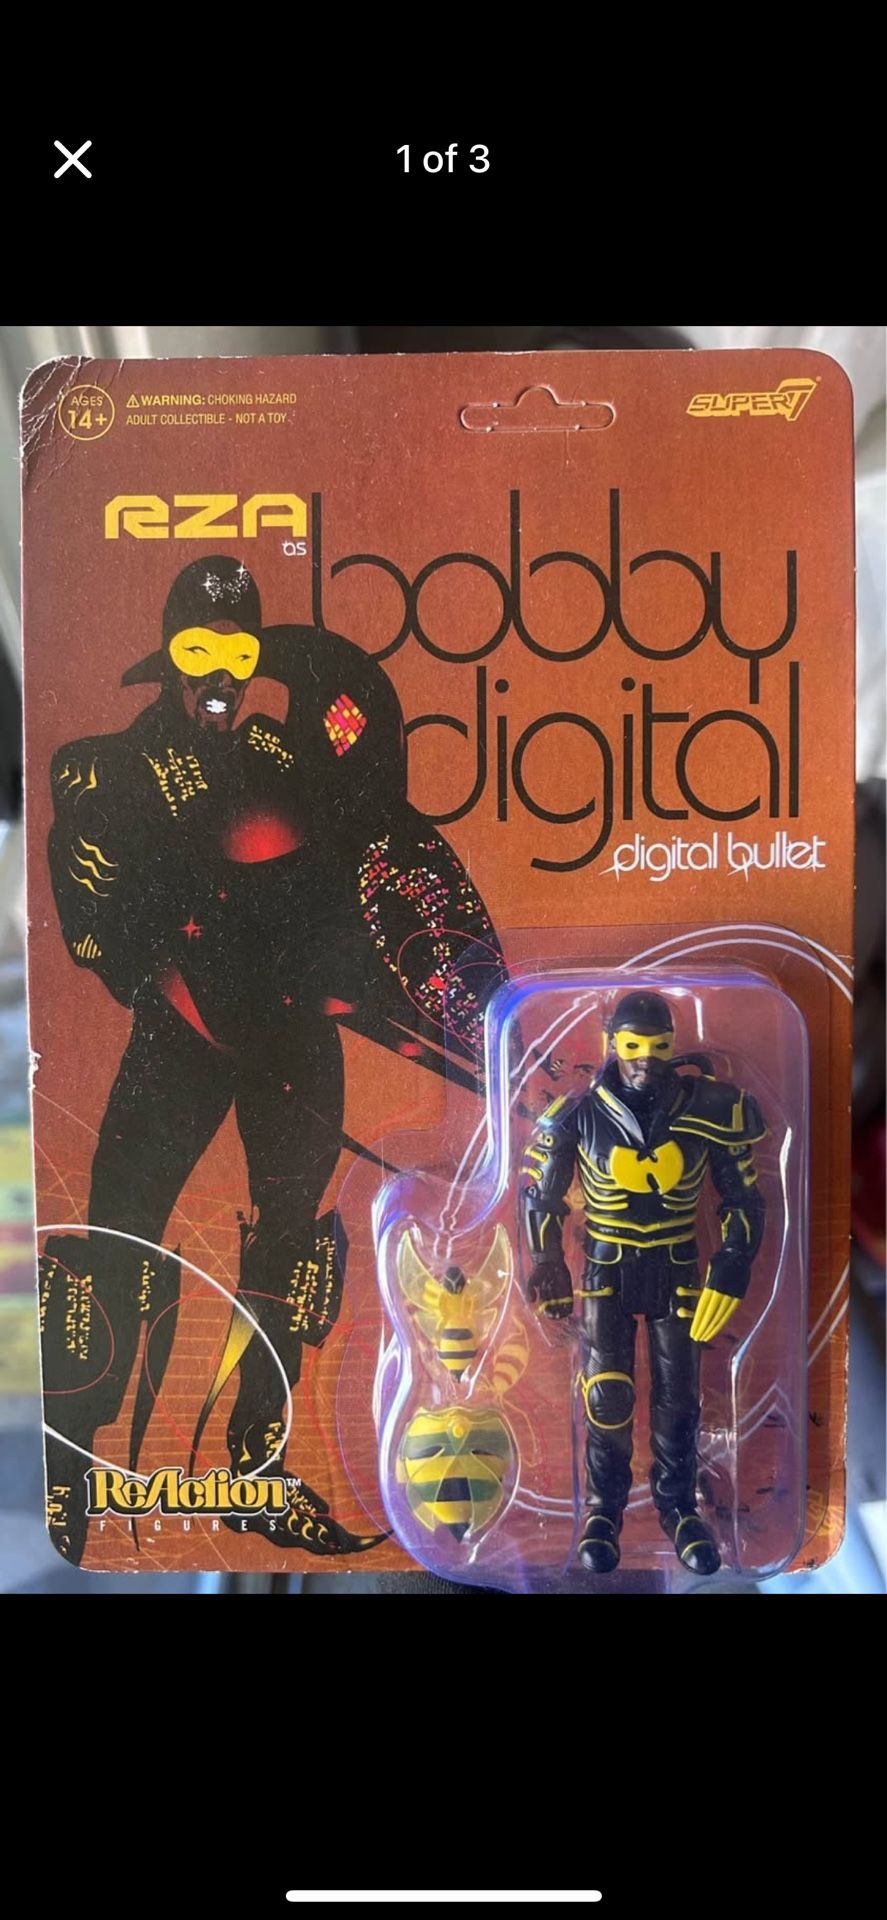 1 of 3
AGES
14+
⚠ WARNING: CHOKING HAZARD
ADULT COLLECTIBLE - NOT A TOY.
SUPER7®
RZA
as
bobby
digital
digital bullet
ReAction™
FIGURES